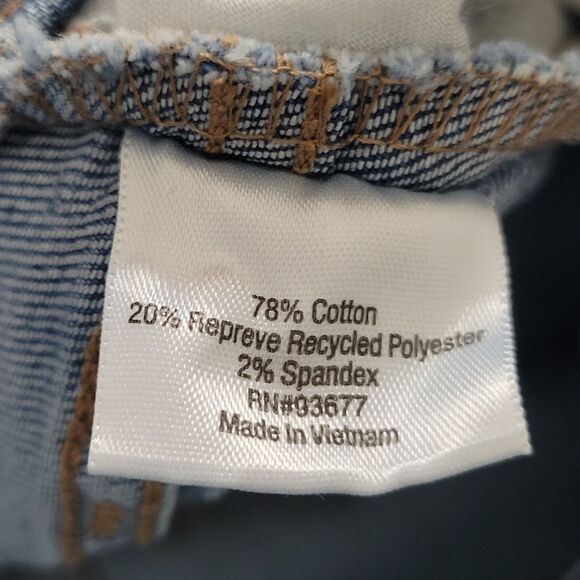 78% Cotton
20% Repreve Recycled Polyester
2% Spandex
RN#93677
Made In Vietnam